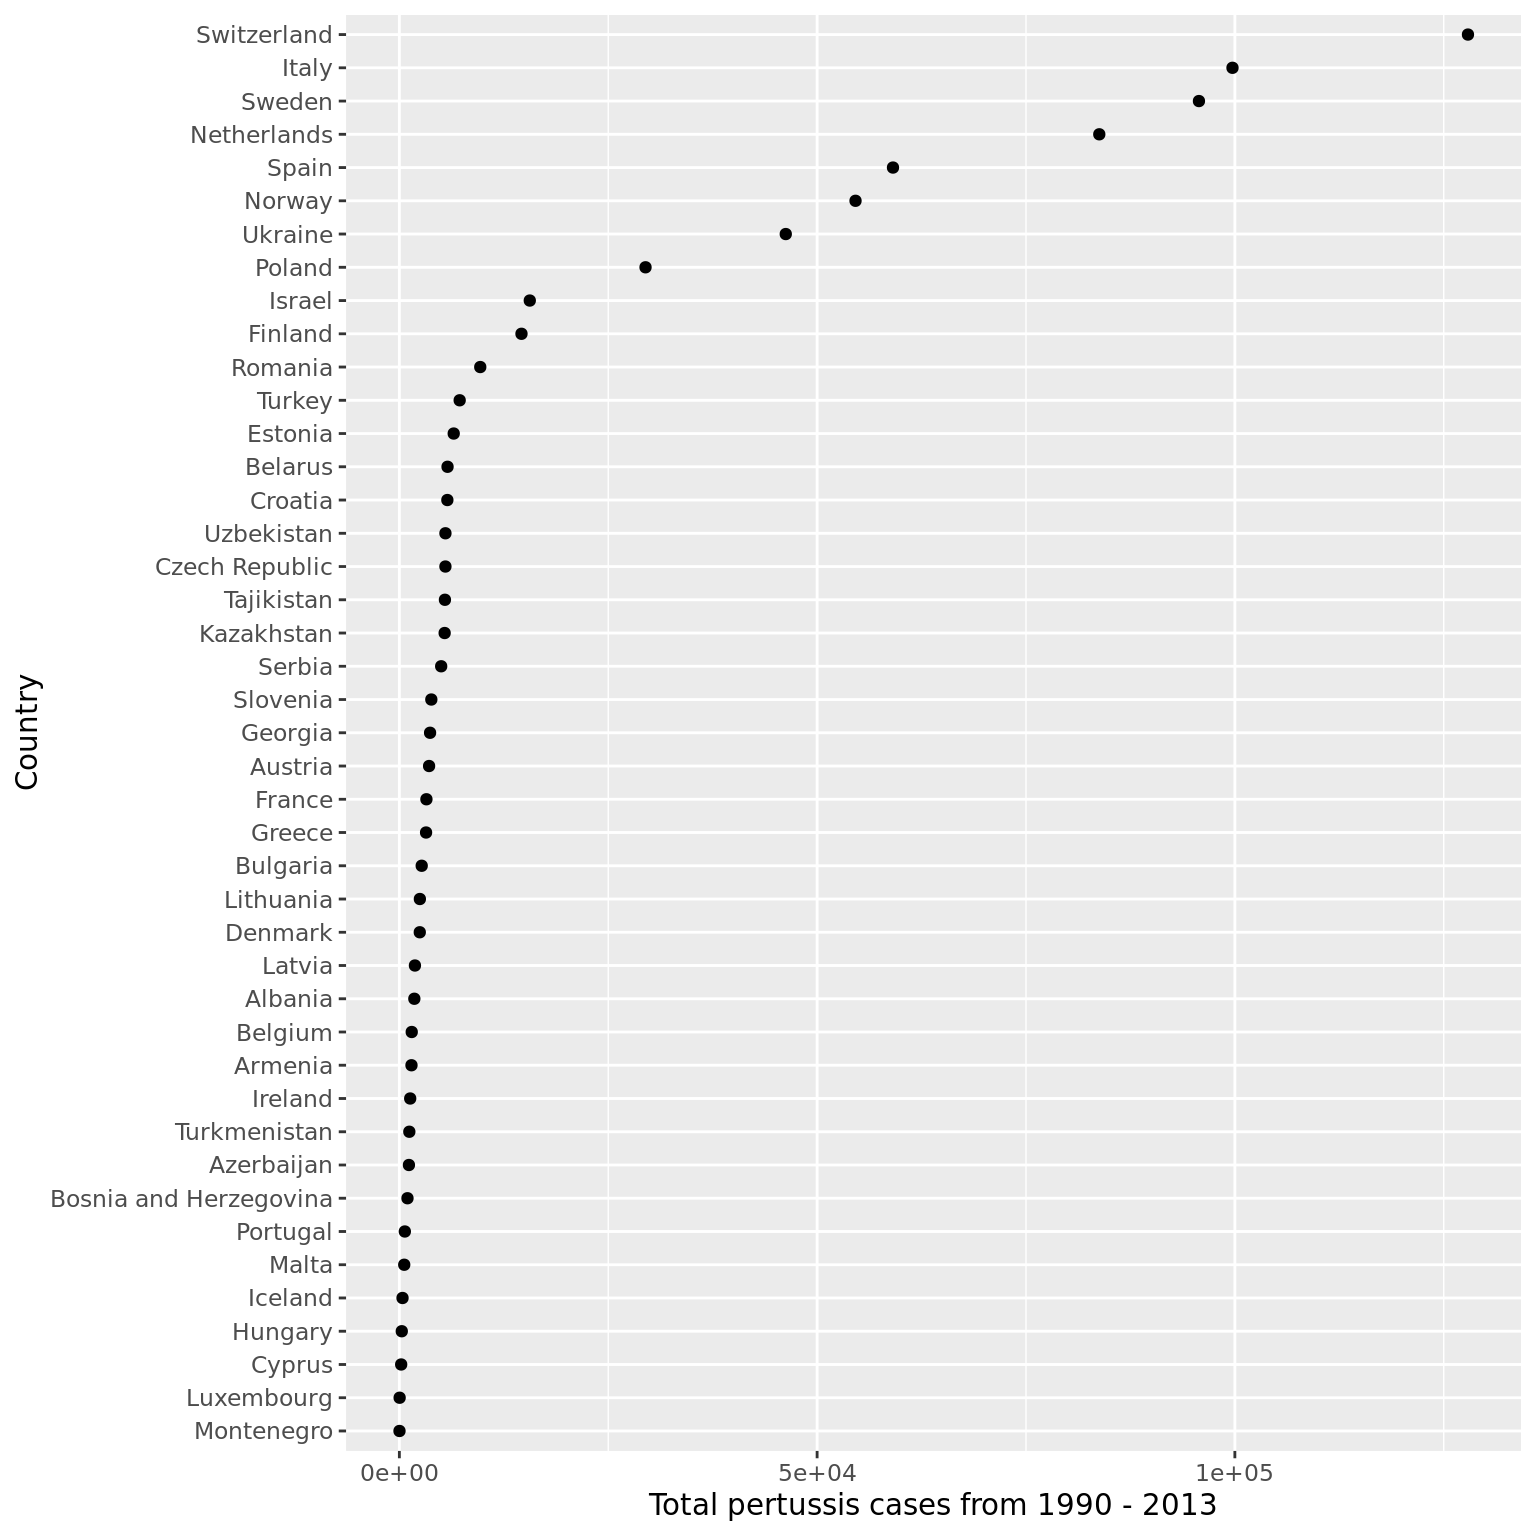 Switzerland
Italy
Sweden
Netherlands
Spain
Norway
Ukraine
Poland
Israel
Finland
Romania
Turkey
Estonia
Belarus
Croatia
Uzbekistan
Czech Republic
Tajikistan
Kazakhstan
Serbia
Slovenia
Georgia
Austria
France
Greece
Bulgaria
Lithuania
Denmark
Latvia
Albania
Belgium
Armenia
Ireland
Turkmenistan
Azerbaijan
Bosnia and Herzegovina
Portugal
Malta
Iceland
Hungary
Cyprus
Luxembourg
Montenegro
Country
0e+00 5e+04 1e+05
Total pertussis cases from 1990 - 2013